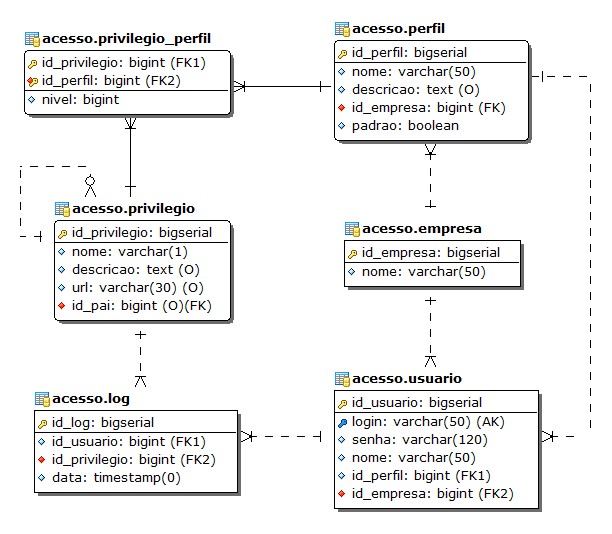 acesso.privilegio_perfil
id_privilegio: bigint (FK1)
id_perfil: bigint (FK2)
nivel: bigint
acesso.perfil
id_perfil: bigserial
nome: varchar(50)
descricao: text (O)
id_empresa: bigint (FK)
padrao: boolean
acesso.privilegio
id_privilegio: bigserial
nome: varchar(1)
descricao: text (O)
url: varchar(30) (O)
id_pai: bigint (O)(FK)
acesso.empresa
id_empresa: bigserial
nome: varchar(50)
acesso.log
id_log: bigserial
id_usuario: bigint (FK1)
id_privilegio: bigint (FK2)
data: timestamp(0)
acesso.usuario
id_usuario: bigserial
login: varchar(50) (AK)
senha: varchar(120)
nome: varchar(50)
id_perfil: bigint (FK1)
id_empresa: bigint (FK2)